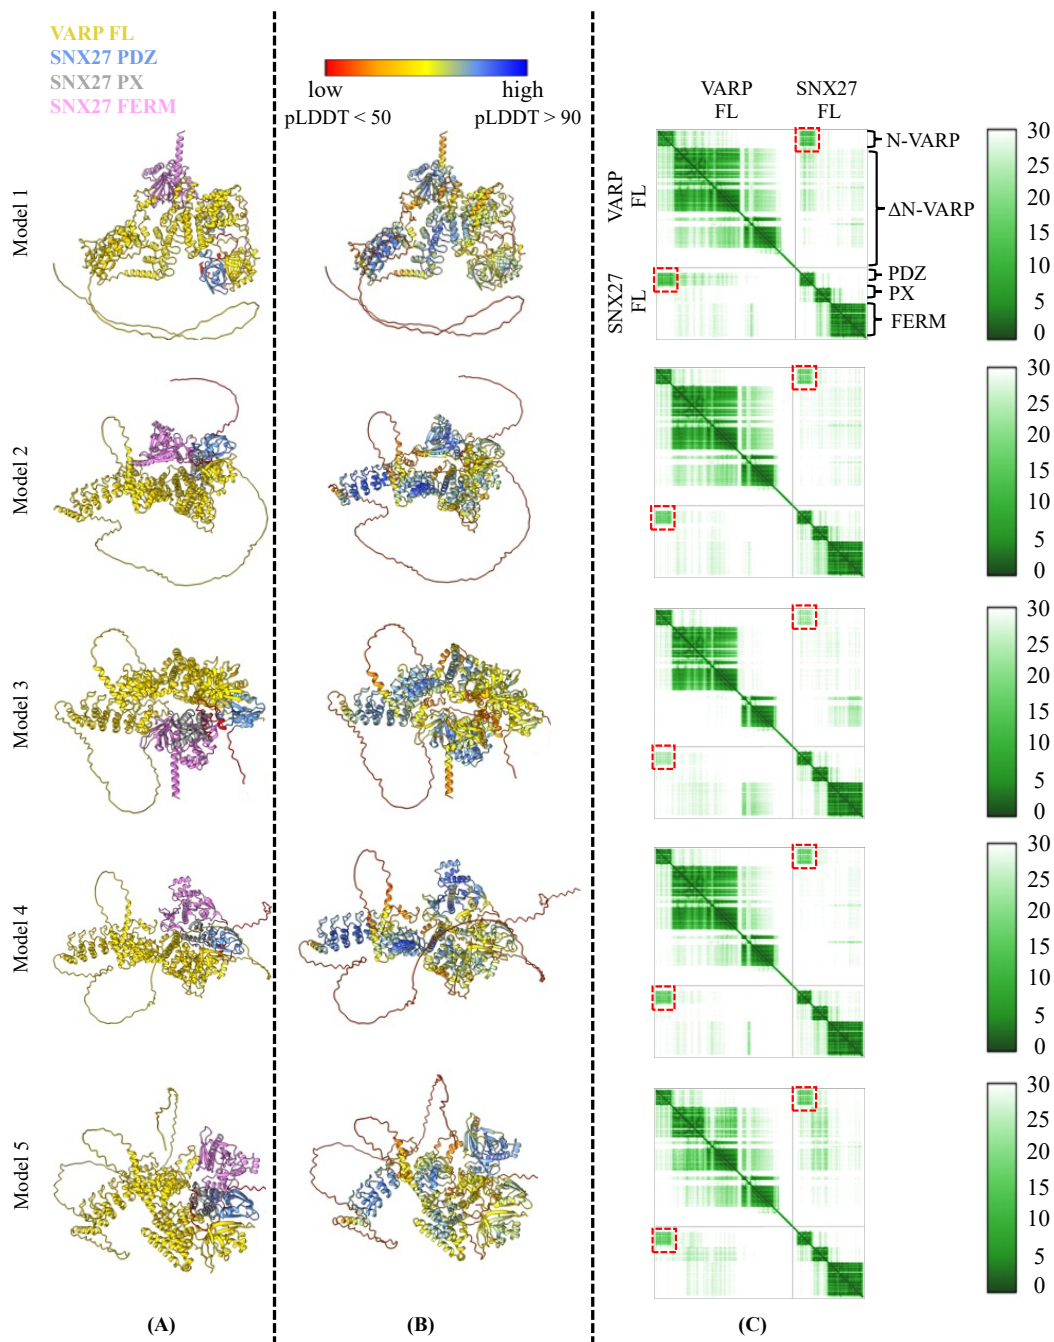 VARP FL
SNX27 PDZ
SNX27 PX
SNX27 FERM
low
high
pLDDT < 50
pLDDT > 90
VARP
FL
SNX27
FL
Model 1
VARP
FL
SNX27
FL
N-VARP
ΔN-VARP
PDZ
PX
FERM
30
25
20
15
10
5
0
Model 2
30
25
20
15
10
5
0
Model 3
30
25
20
15
10
5
0
Model 4
30
25
20
15
10
5
0
Model 5
30
25
20
15
10
5
0
(A)
(B)
(C)